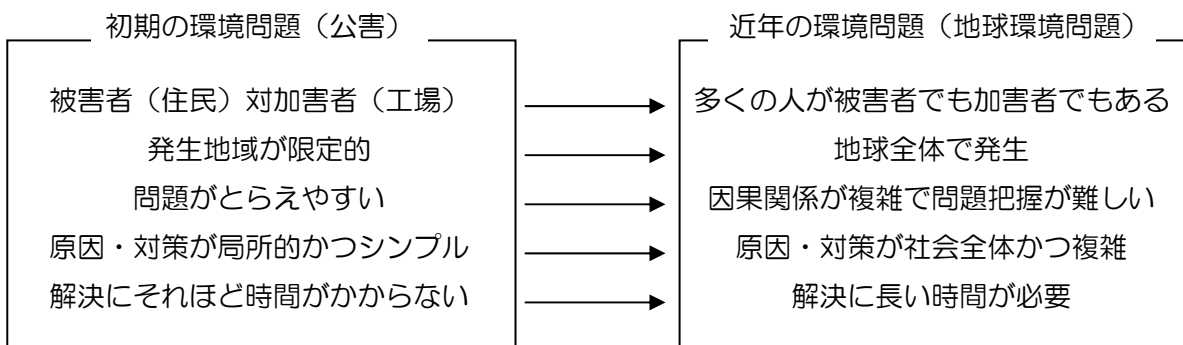 初期の環境問題（公害）
被害者（住民）対加害者（工場）
発生地域が限定的
問題がとらえやすい
原因・対策が局所的かつシンプル
解決にそれほど時間がかからない
近年の環境問題（地球環境問題）
多くの人が被害者でも加害者でもある
地球全体で発生
因果関係が複雑で問題把握が難しい
原因・対策が社会全体かつ複雑
解決に長い時間が必要